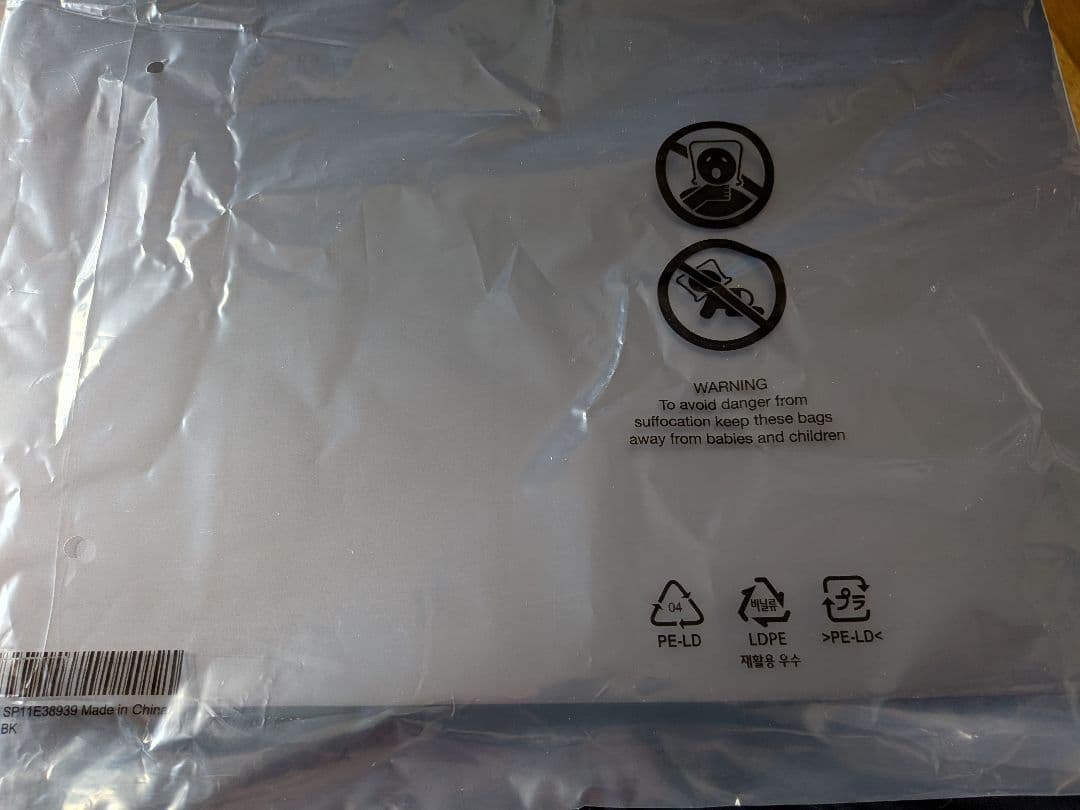 WARNING
To avoid danger from
suffocation keep these bags
away from babies and children
04
PE-LD
비닐류
LDPE
재활용 우수
プラ
>PE-LD<
SP11E38939 Made in China
BK